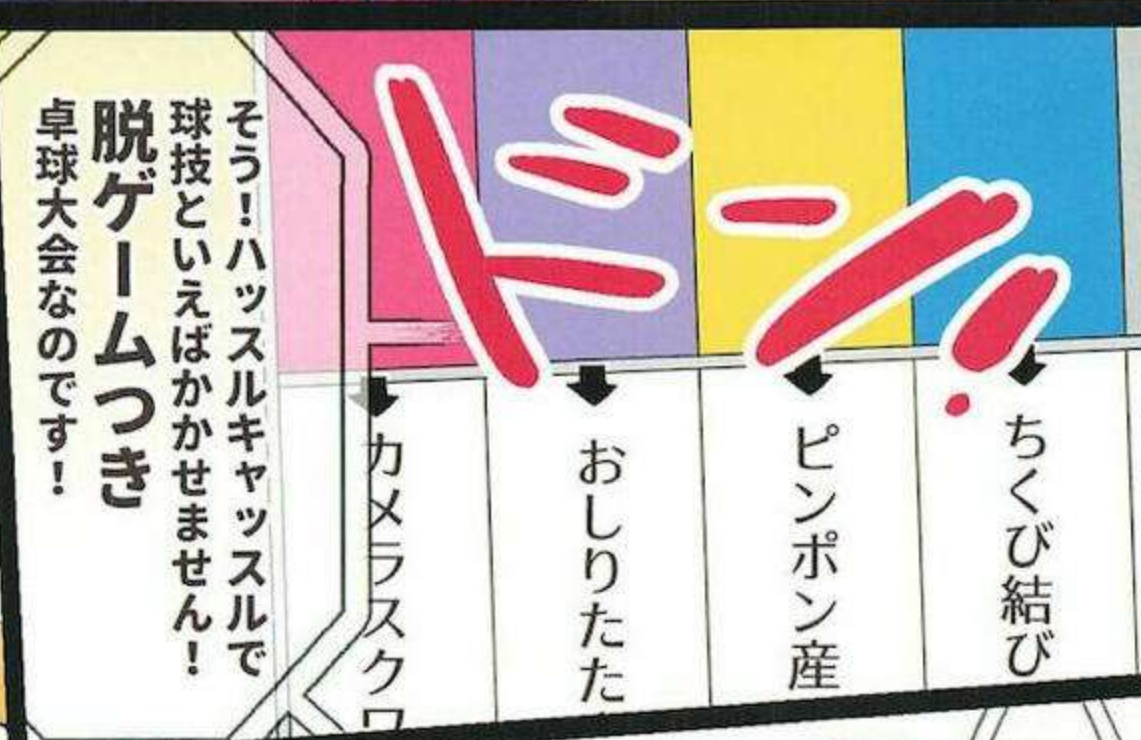 ドン!
ちくび結び
ピンポン産
おしりたた
カメラスク
そう!ハッスルキャッスルで
球技といえばかかせません!
脱ゲームつき
卓球大会なのです!